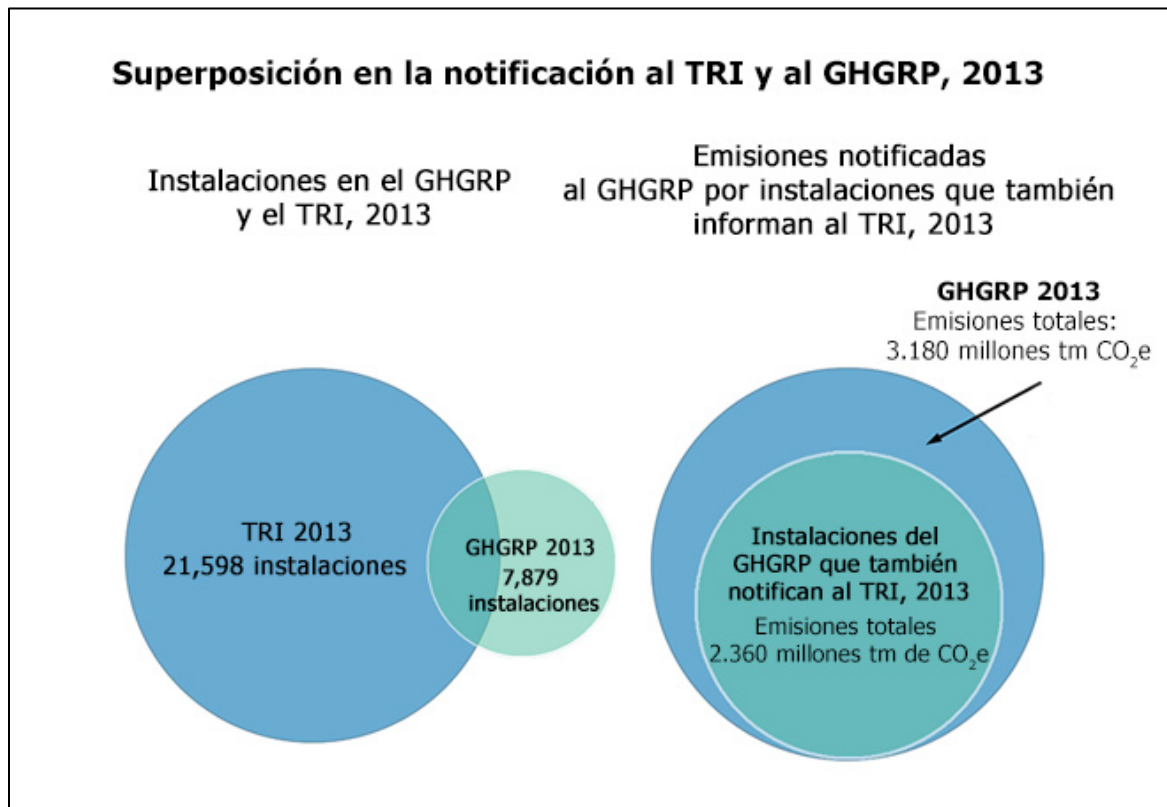 Superposición en la notificación al TRI y al GHGRP, 2013
Instalaciones en el GHGRP
y el TRI, 2013
Emisiones notificadas
al GHGRP por instalaciones que también
informan al TRI, 2013
GHGRP 2013
Emisiones totales:
3.180 millones tm CO₂e
TRI 2013
21,598 instalaciones
GHGRP 2013
7,879
instalaciones
Instalaciones del
GHGRP que también
notifican al TRI, 2013
Emisiones totales
2.360 millones tm de CO₂e